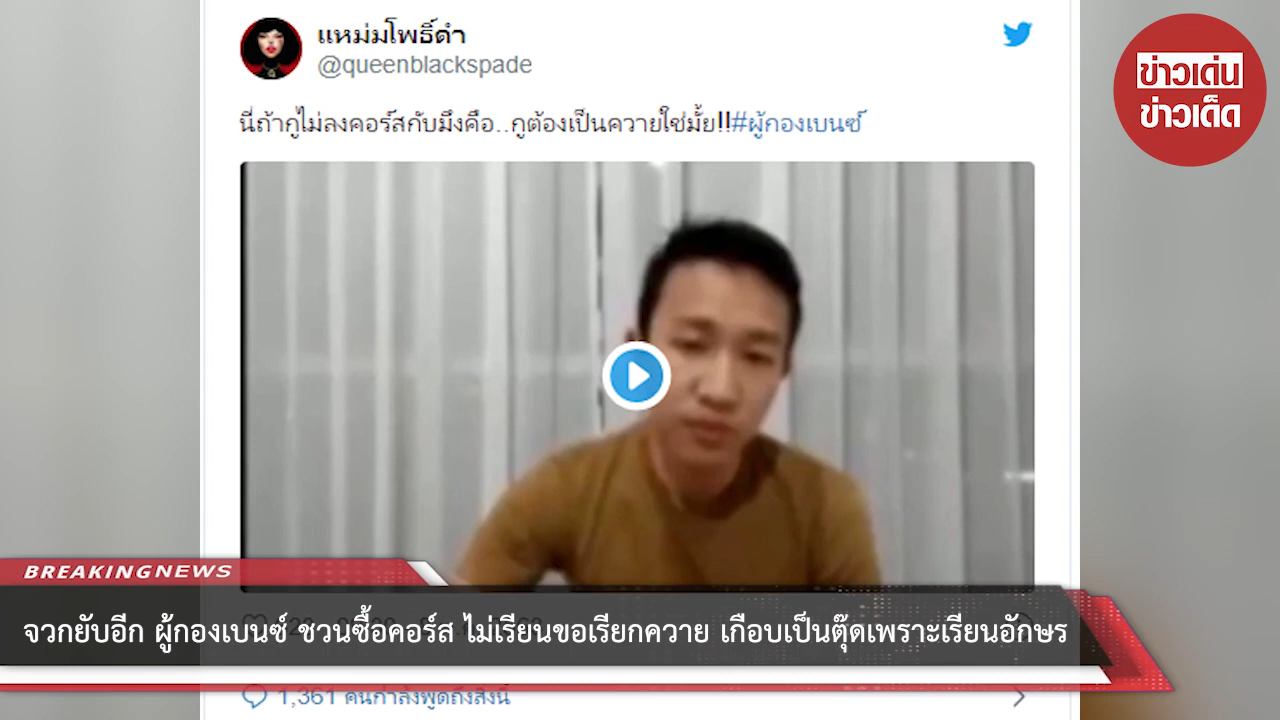 แหม่มโพธิ์ดำ
@queenblackspade
ข่าวเด่น
ข่าวเด็ด
นี่ถ้ากูไม่ลงคอร์สกับมึงคือ..กูต้องเป็นควายใช่มั้ย!!#ผู้กองเบนซ์
BREAKING NEWS
จวกยับอีก ผู้กองเบนซ์ ชวนซื้อคอร์ส ไม่เรียนขอเรียกควาย เกือบเป็นตุ๊ดเพราะเรียนอักษร
1,361 คนกำลังพูดถึงสิ่งนี้